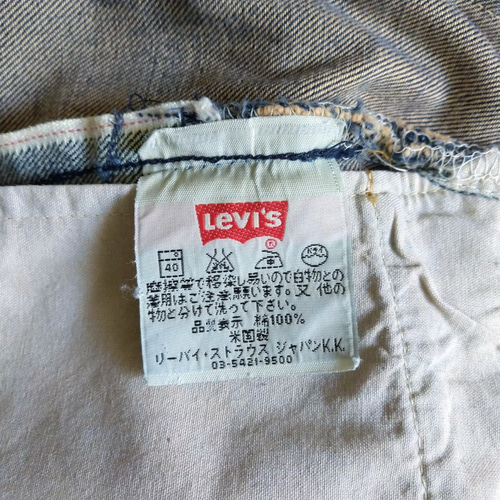 Levi's
R
40
ドライ
摩擦等で移染し易いので白物との
着用はご注意願います。又 他の
物と分けて洗って下さい。
品質表示 綿100%
米国製
リーバイ・ストラウス ジャパンK.K.
03-5421-9500